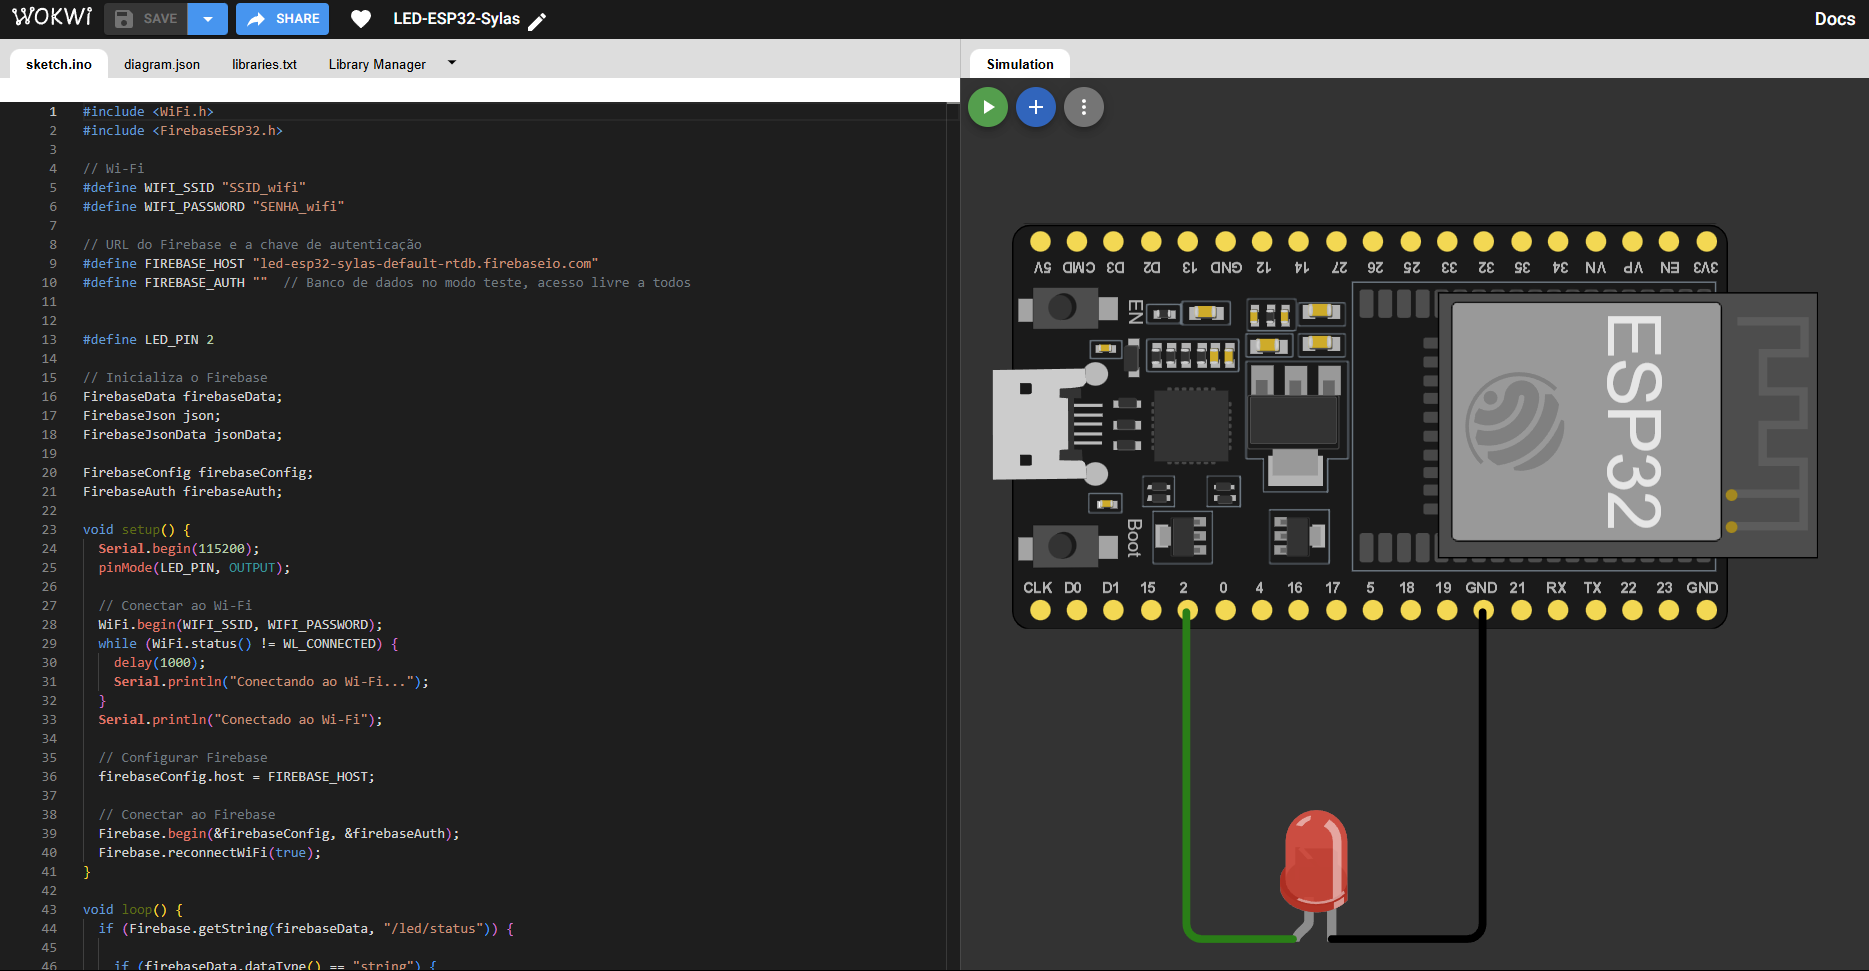 WOKWI SAVE SHARE LED-ESP32-Sylas Docs
sketch.ino diagram.json libraries.txt Library Manager
Simulation
1 #include <WiFi.h>
2 #include <FirebaseESP32.h>
3
4 // Wi-Fi
5 #define WIFI_SSID "SSID_wifi"
6 #define WIFI_PASSWORD "SENHA_wifi"
7
8 // URL do Firebase e a chave de autenticação
9 #define FIREBASE_HOST "led-esp32-sylas-default-rtdb.firebaseio.com"
10 #define FIREBASE_AUTH "" // Banco de dados no modo teste, acesso livre a todos
11
12
13 #define LED_PIN 2
14
15 // Inicializa o Firebase
16 FirebaseData firebaseData;
17 FirebaseJson json;
18 FirebaseJsonData jsonData;
19
20 FirebaseConfig firebaseConfig;
21 FirebaseAuth firebaseAuth;
22
23 void setup() {
24 Serial.begin(115200);
25 pinMode(LED_PIN, OUTPUT);
26
27 // Conectar ao Wi-Fi
28 WiFi.begin(WIFI_SSID, WIFI_PASSWORD);
29 while (WiFi.status() != WL_CONNECTED) {
30 delay(1000);
31 Serial.println("Conectando ao Wi-Fi...");
32 }
33 Serial.println("Conectado ao Wi-Fi");
34
35 // Configurar Firebase
36 firebaseConfig.host = FIREBASE_HOST;
37
38 // Conectar ao Firebase
39 Firebase.begin(&firebaseConfig, &firebaseAuth);
40 Firebase.reconnectWiFi(true);
41 }
42
43 void loop() {
44 if (Firebase.getString(firebaseData, "/led/status")) {
45
46 if (firebaseData.dataType() == "string") {
5V CMD D3 D2 13 GND 12 14 27 26 25 33 32 35 34 VN VP EN 3V3
EN
ESP32
Boot
CLK D0 D1 15 2 0 4 16 17 5 18 19 GND 21 RX TX 22 23 GND